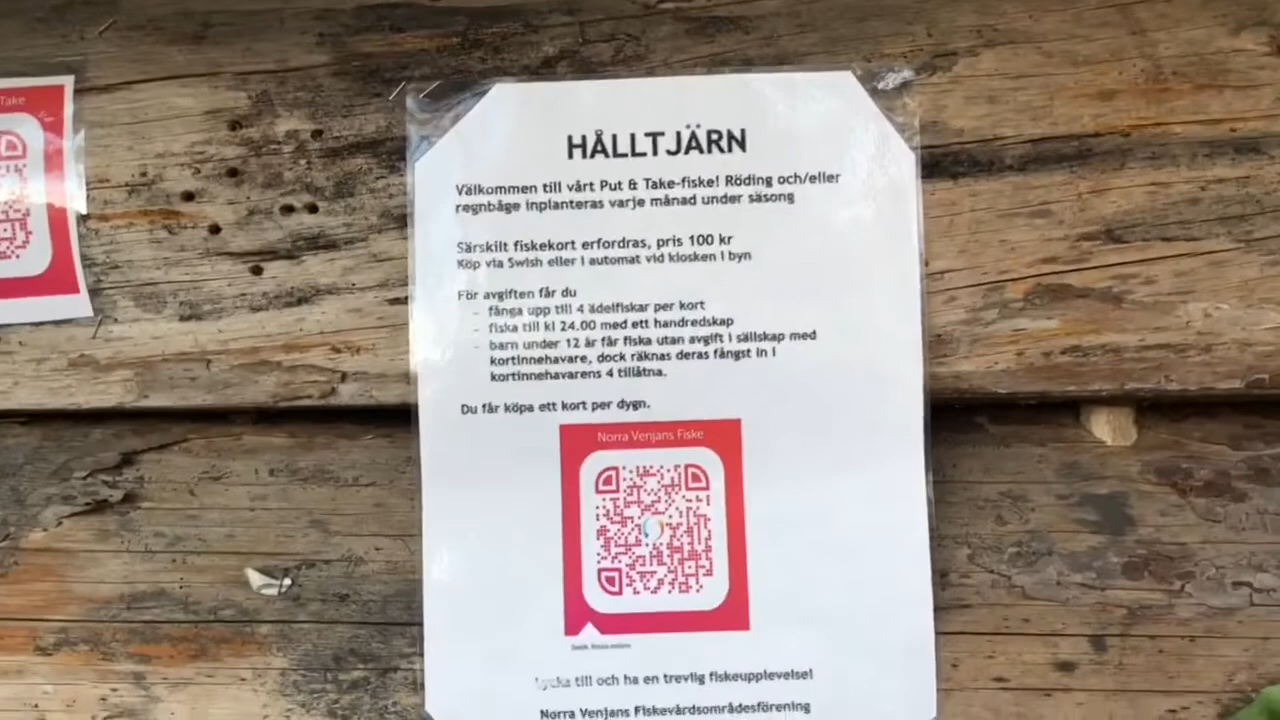 Take
HÅLLTJÄRN
Välkommen till vårt Put & Take-fiske! Röding och/eller
regnbåge inplanteras varje månad under säsong
Särskilt fiskekort erfordras, pris 100 kr
Köp via Swish eller i automat vid kiosken i byn
För avgiften får du
- fånga upp till 4 ädelfiskar per kort
- fiska till kl 24.00 med ett handredskap
- barn under 12 år får fiska utan avgift i sällskap med
kortinnehavare, dock räknas deras fångst in i
kortinnehavarens 4 tillåtna.
Du får köpa ett kort per dygn.
Norra Venjans Fiske
Lycka till och ha en trevlig fiskeupplevelse!
Norra Venjans Fiskevårdsområdesförening